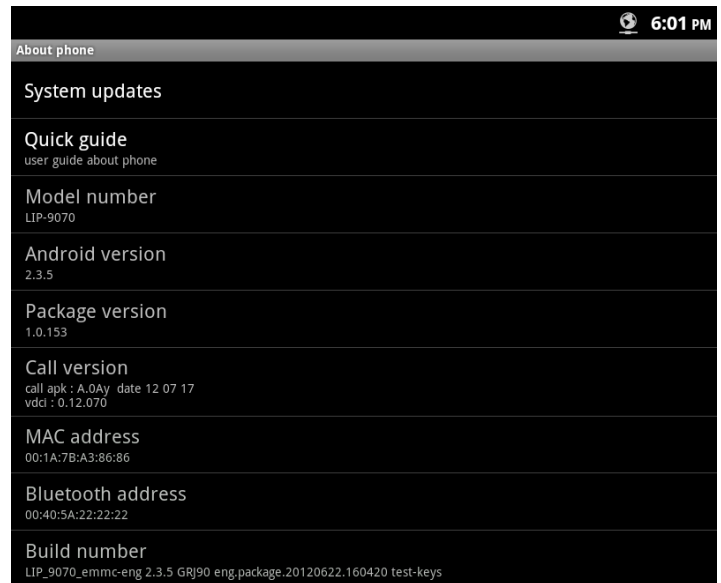 6:01 PM
About phone
System updates
Quick guide
user guide about phone
Model number
LIP-9070
Android version
2.3.5
Package version
1.0.153
Call version
call apk : A.0Ay  date 12 07 17
vdci : 0.12.070
MAC address
00:1A:7B:A3:86:86
Bluetooth address
00:40:5A:22:22:22
Build number
LIP_9070_emmc-eng 2.3.5 GRJ90 eng.package.20120622.160420 test-keys